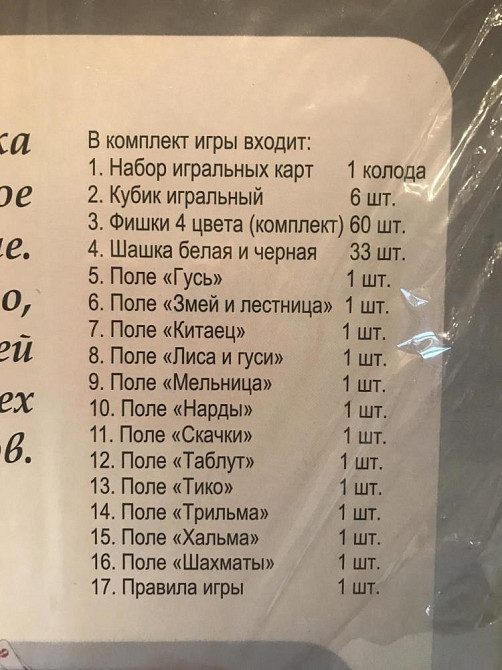 ка
ое
е.
о,
ей
ех
в.
В комплект игры входит:
1. Набор игральных карт 1 колода
2. Кубик игральный 6 шт.
3. Фишки 4 цвета (комплект) 60 шт.
4. Шашка белая и черная 33 шт.
5. Поле «Гусь» 1 шт.
6. Поле «Змей и лестница» 1 шт.
7. Поле «Китаец» 1 шт.
8. Поле «Лиса и гуси» 1 шт.
9. Поле «Мельница» 1 шт.
10. Поле «Нарды» 1 шт.
11. Поле «Скачки» 1 шт.
12. Поле «Таблут» 1 шт.
13. Поле «Тико» 1 шт.
14. Поле «Трильма» 1 шт.
15. Поле «Хальма» 1 шт.
16. Поле «Шахматы» 1 шт.
17. Правила игры 1 шт.